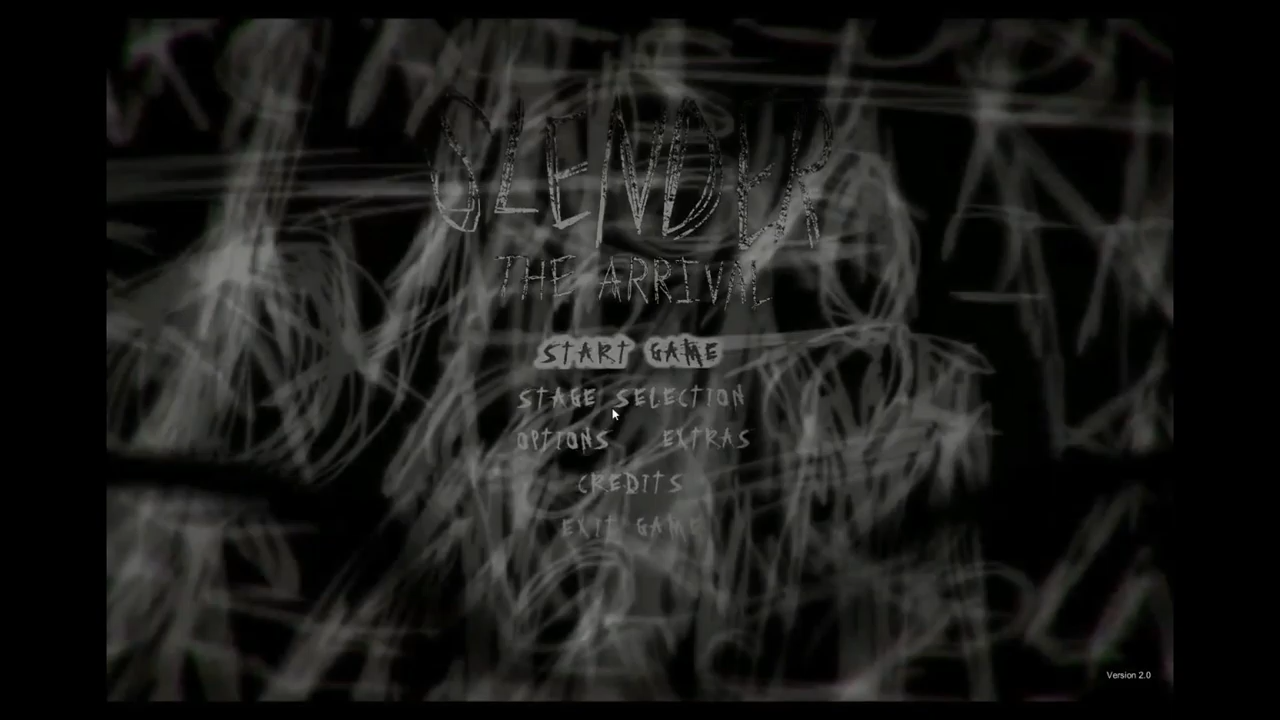 SLENDER
THE ARRIVAL
START GAME
STAGE SELECTION
OPTIONS EXTRAS
CREDITS
EXIT GAME
Version 2.0